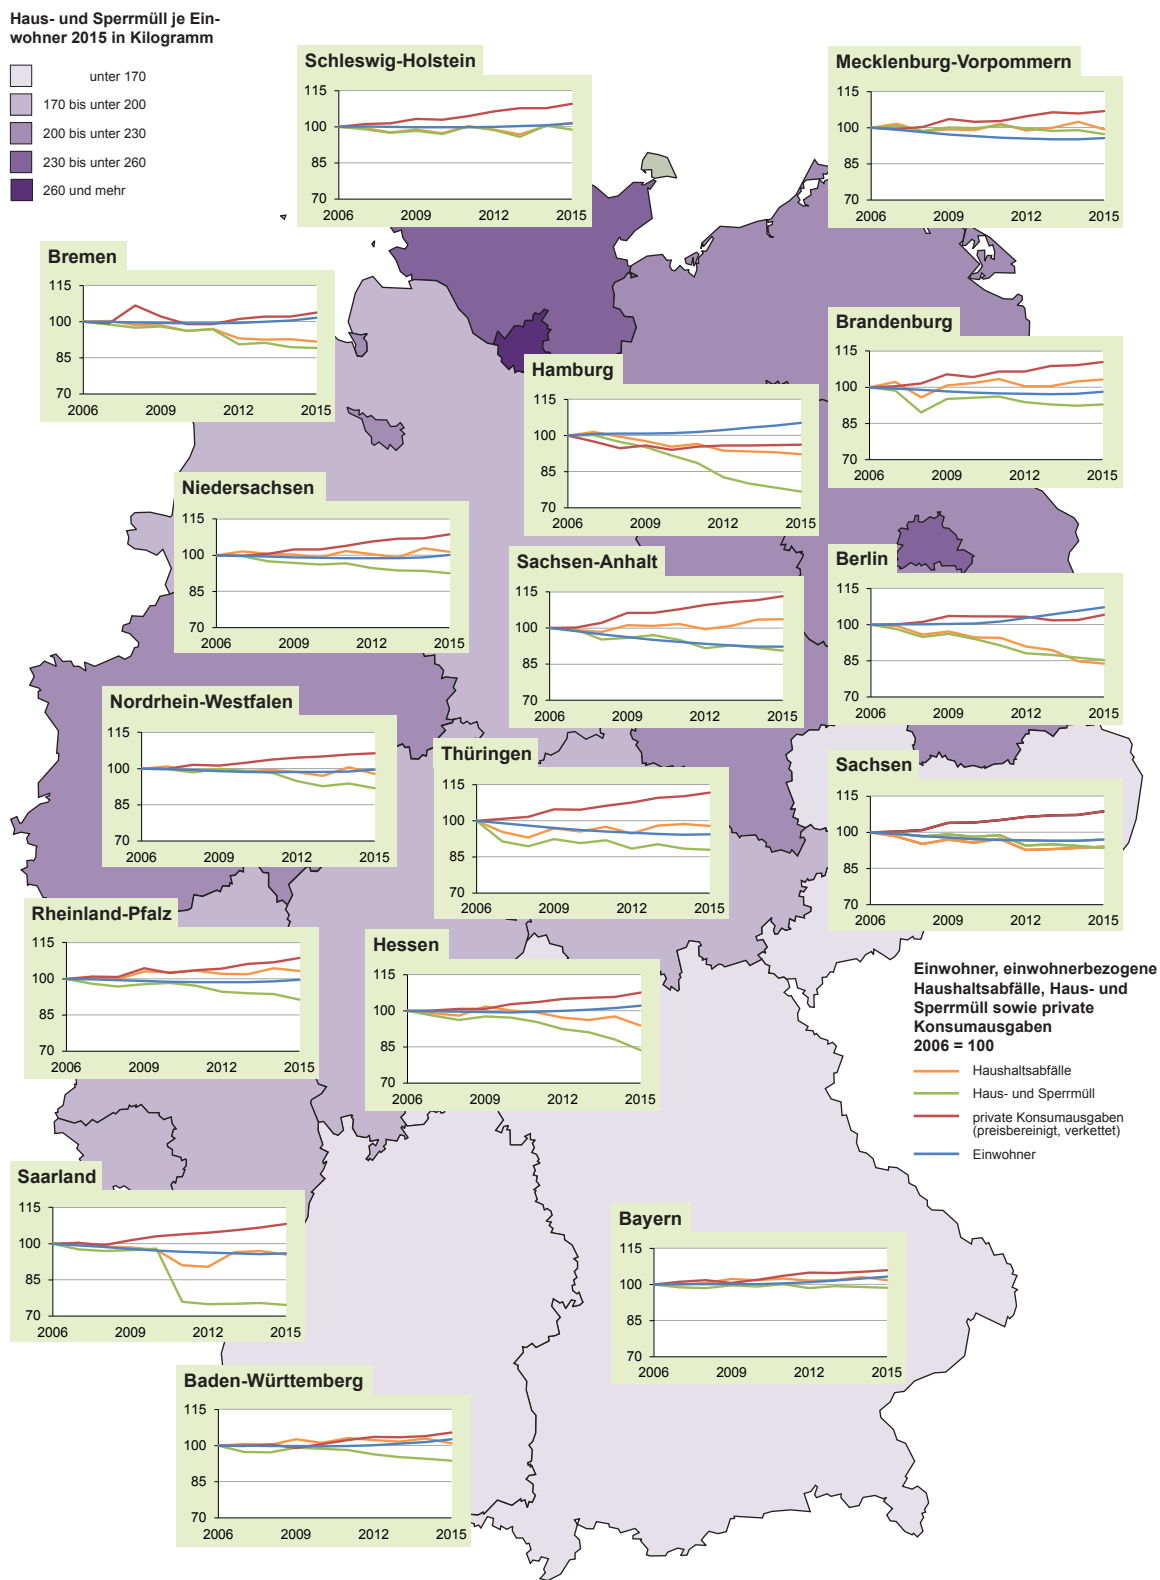 Haus- und Sperrmüll je Ein-
wohner 2015 in Kilogramm
unter 170
170 bis unter 200
200 bis unter 230
230 bis unter 260
260 und mehr
Schleswig-Holstein
115
100
85
70
2006 2009 2012 2015
Mecklenburg-Vorpommern
115
100
85
70
2006 2009 2012 2015
Bremen
115
100
85
70
2006 2009 2012 2015
Brandenburg
115
100
85
70
2006 2009 2012 2015
Hamburg
100
85
70
2006 2009 2012 2015
Niedersachsen
115
100
85
70
2006 2009 2012 2015
Sachsen-Anhalt
115
100
85
70
2006 2009 2012 2015
Berlin
115
100
85
70
2006 2009 2012 2015
Nordrhein-Westfalen
115
100
85
70
2006 2009 2012 2015
Thüringen
115
100
85
70
2006 2009 2012 2015
Sachsen
115
100
85
70
2006 2009 2012 2015
Rheinland-Pfalz
115
100
85
70
2006 2009 2012 2015
Hessen
115
100
85
70
2006 2009 2012 2015
Einwohner, einwohnerbezogene
Haushaltsabfälle, Haus- und
Sperrmüll sowie private
Konsumausgaben
2006 = 100
Haushaltsabfälle
Haus- und Sperrmüll
private Konsumausgaben
(preisbereinigt, verkettet)
Einwohner
Saarland
115
100
85
70
2006 2009 2012 2015
Bayern
115
100
85
70
2006 2009 2012 2015
Baden-Württemberg
115
100
85
70
2006 2009 2012 2015